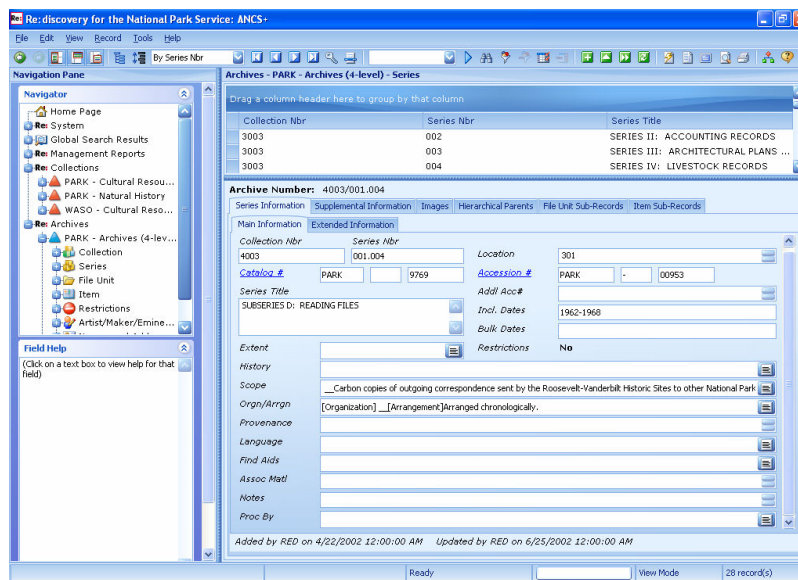 Re: Re:discovery for the National Park Service: ANCS+
File Edit View Record Tools Help
By Series Nbr
Navigation Pane
Navigator
Home Page
Re: System
Global Search Results
Re: Management Reports
Re: Collections
PARK - Cultural Resou...
PARK - Natural History
WASO - Cultural Reso...
Re: Archives
PARK - Archives (4-lev...
Collection
Series
File Unit
Item
Restrictions
Artist/Maker/Emine...
Field Help
(Click on a text box to view help for that
field)
Archives - PARK - Archives (4-level) - Series
Drag a column header here to group by that column
Collection Nbr Series Nbr Series Title
3003 002 SERIES II: ACCOUNTING RECORDS
3003 003 SERIES III: ARCHITECTURAL PLANS ...
3003 004 SERIES IV: LIVESTOCK RECORDS
Archive Number: 4003/001.004
Series Information Supplemental Information Images Hierarchical Parents File Unit Sub-Records Item Sub-Records
Main Information Extended Information
Collection Nbr Series Nbr
4003 001.004 Location 301
Catalog # PARK 9769 Accession # PARK - 00953
Series Title Addl Acc#
SUBSERIES D: READING FILES Incl. Dates 1962-1968
Bulk Dates
Extent Restrictions No
History
Scope __Carbon copies of outgoing correspondence sent by the Roosevelt-Vanderbilt Historic Sites to other National Park
Orgn/Arrgn [Organization] __[Arrangement]Arranged chronologically.
Provenance
Language
Find Aids
Assoc Matl
Notes
Proc By
Added by RED on 4/22/2002 12:00:00 AM Updated by RED on 6/25/2002 12:00:00 AM
Ready View Mode 28 record(s)